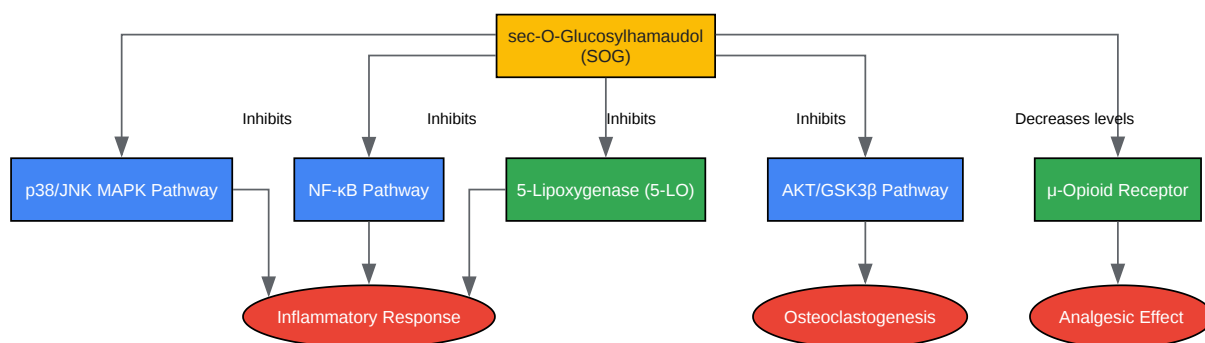 sec-O-Glucosylhamaudol
(SOG)
Inhibits
Inhibits
Inhibits
Inhibits
Decreases levels
p38/JNK MAPK Pathway
NF-κB Pathway
5-Lipoxygenase (5-LO)
AKT/GSK3β Pathway
μ-Opioid Receptor
Inflammatory Response
Osteoclastogenesis
Analgesic Effect